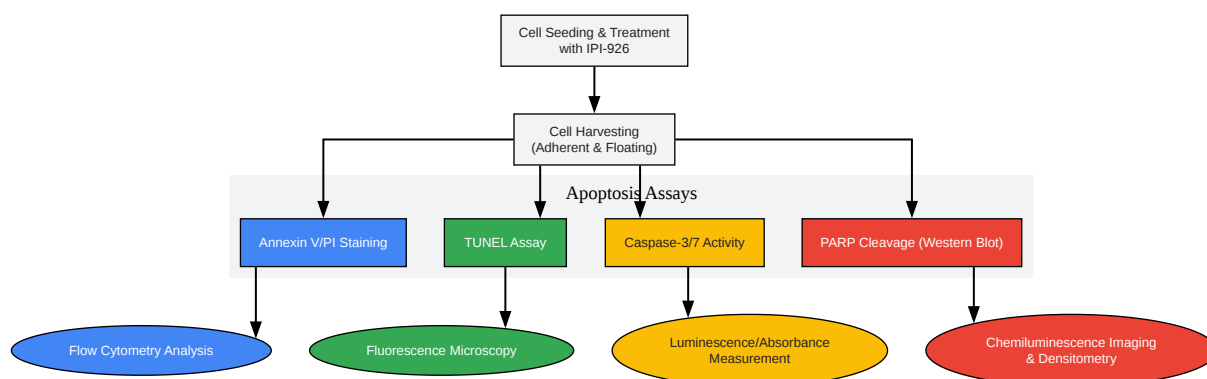 Cell Seeding & Treatment
with IPI-926
Cell Harvesting
(Adherent & Floating)
Apoptosis Assays
Annexin V/PI Staining
TUNEL Assay
Caspase-3/7 Activity
PARP Cleavage (Western Blot)
Flow Cytometry Analysis
Fluorescence Microscopy
Luminescence/Absorbance
Measurement
Chemiluminescence Imaging
& Densitometry